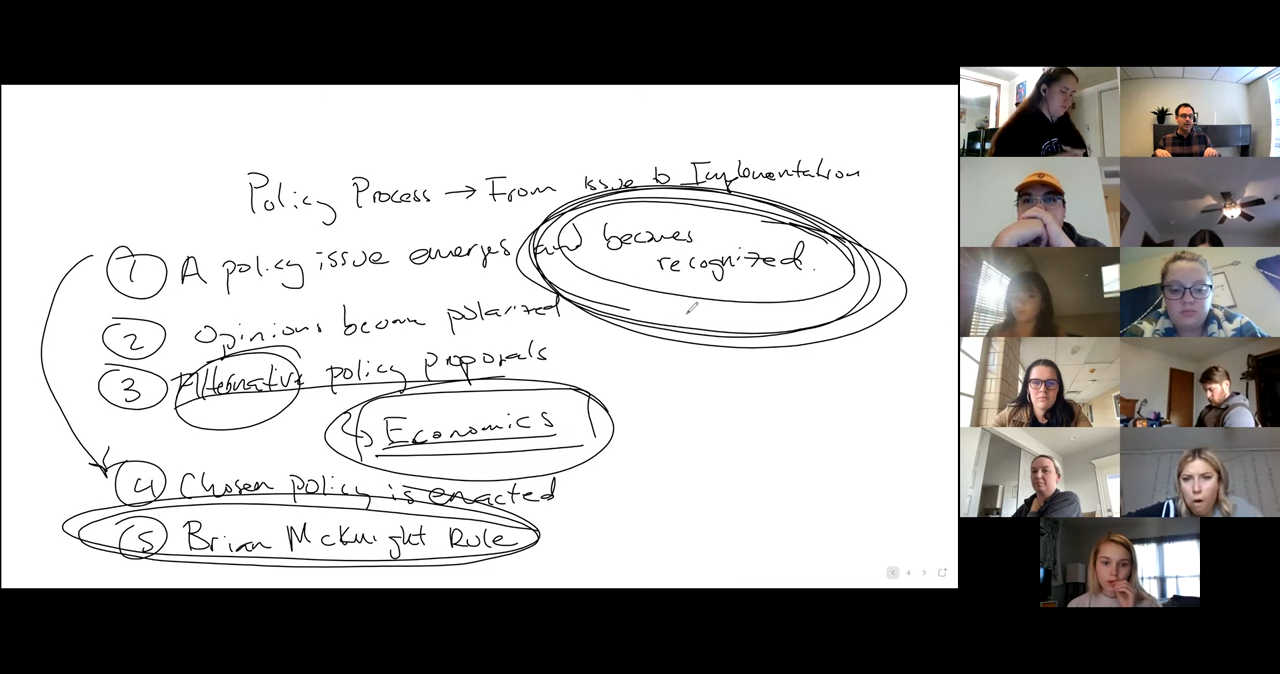 Policy Process → From issue to Implementation
① A policy issue emerges and becomes
recognized.
② Opinions become polarized
③ Alternative policy proposals
↳ Economics
④ Chosen policy is enacted
⑤ Brian McKnight Rule
4